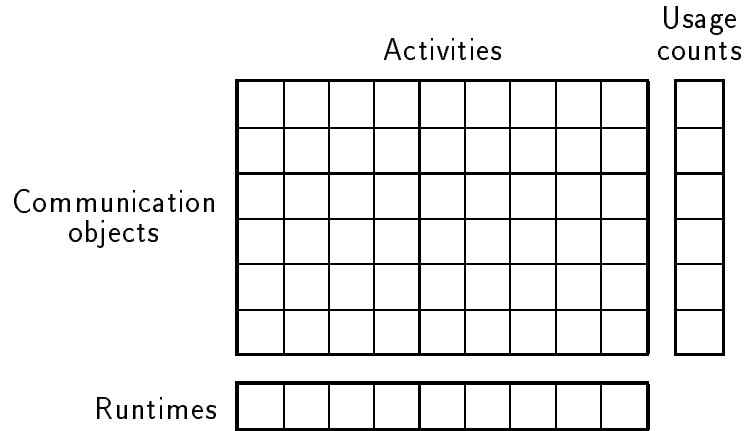 Usage
counts
Activities
Communication
objects
Runtimes